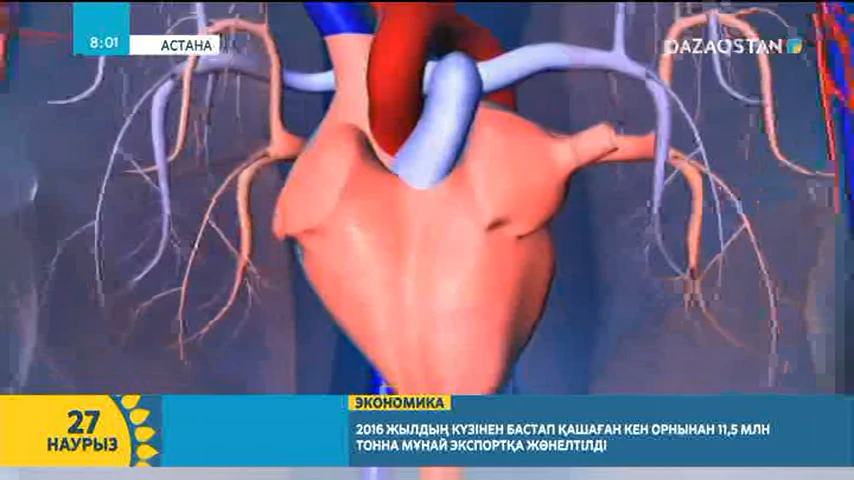 8:01
АСТАНА
QAZAQSTAN
ЭКОНОМИКА
27
НАУРЫЗ
2016 ЖЫЛДЫҢ КҮЗІНЕН БАСТАП ҚАШАҒАН КЕН ОРНЫНАН 11,5 МЛН
ТОННА МҰНАЙ ЭКСПОРТҚА ЖӨНЕЛТІЛДІ